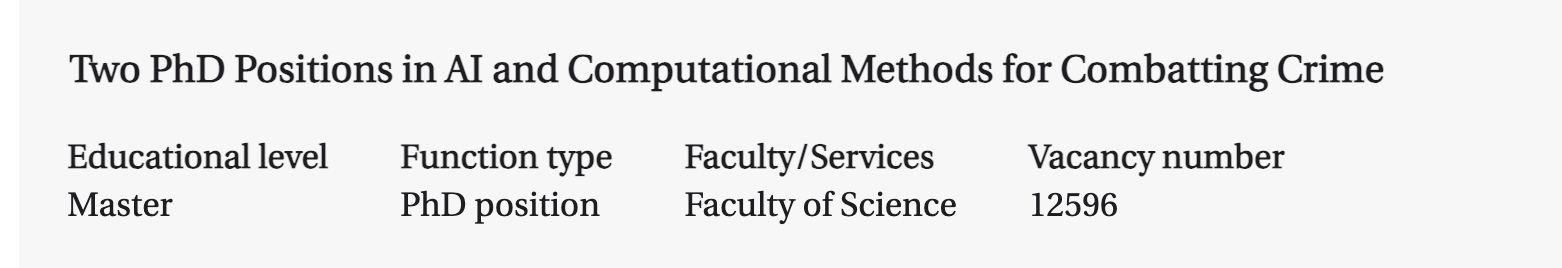 Two PhD Positions in AI and Computational Methods for Combatting Crime
Educational level Function type Faculty/Services Vacancy number
Master PhD position Faculty of Science 12596